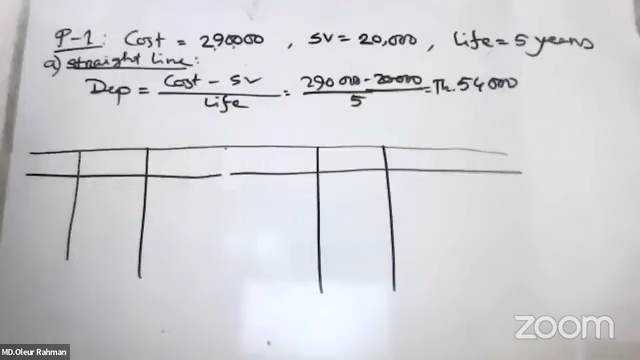 P-1: Cost = 290000, SV = 20,000, Life = 5 years
a) straight Line:
Dep = Cost - SV / Life = 290000 - 20000 / 5 = Tk. 54000
zoom
MD.Oleur Rahman